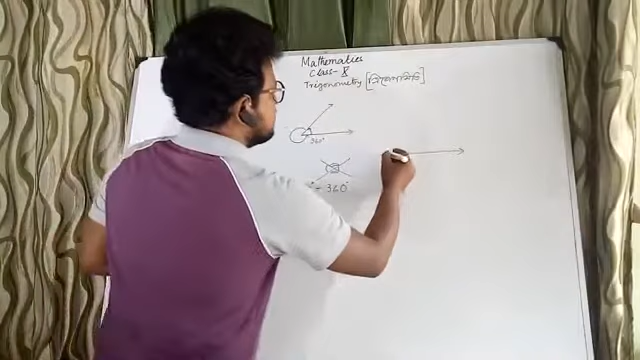 Mathematics
Class - X
Trigonometry [ত্রিকোণমিতি]
360°
= 360°